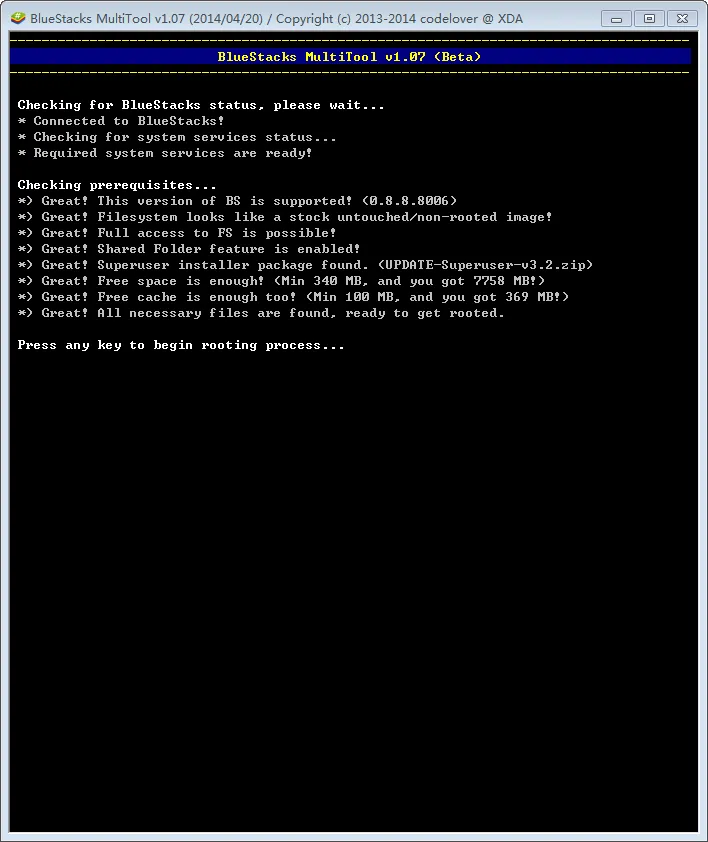 BlueStacks MultiTool v1.07 (2014/04/20) / Copyright (c) 2013-2014 codelover @ XDA
BlueStacks MultiTool v1.07 (Beta)
Checking for BlueStacks status, please wait...
* Connected to BlueStacks!
* Checking for system services status...
* Required system services are ready!
Checking prerequisites...
*) Great! This version of BS is supported! (0.8.8.8006)
*) Great! Filesystem looks like a stock untouched/non-rooted image!
*) Great! Full access to FS is possible!
*) Great! Shared Folder feature is enabled!
*) Great! Superuser installer package found. (UPDATE-Superuser-v3.2.zip)
*) Great! Free space is enough! (Min 340 MB, and you got 7758 MB!)
*) Great! Free cache is enough too! (Min 100 MB, and you got 369 MB!)
*) Great! All necessary files are found, ready to get rooted.
Press any key to begin rooting process...